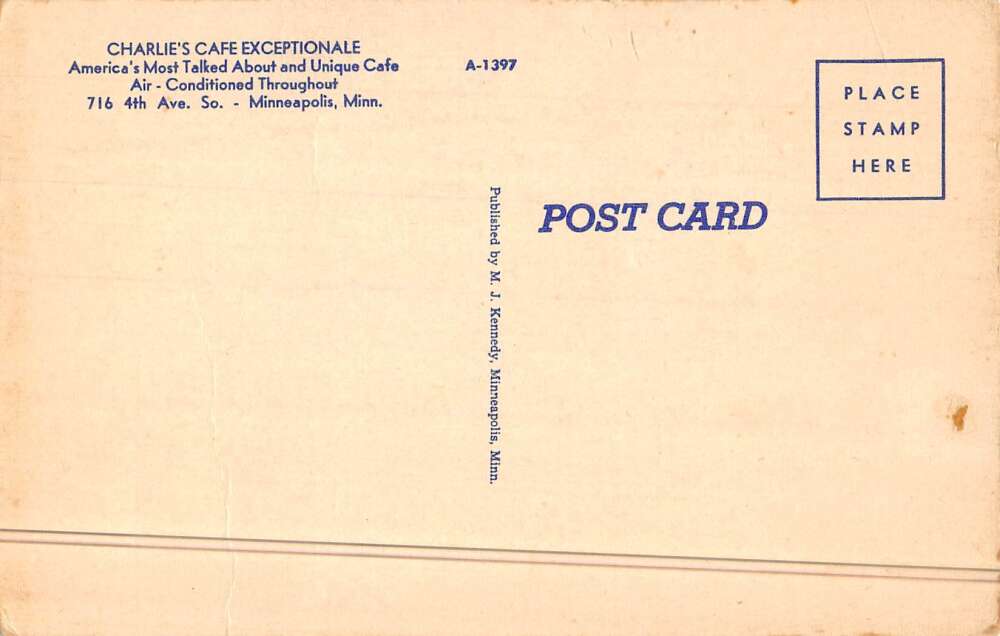 CHARLIE'S CAFE EXCEPTIONALE
America's Most Talked About and Unique Cafe
Air - Conditioned Throughout
716 4th Ave. So. - Minneapolis, Minn.
A-1397
PLACE
STAMP
HERE
POST CARD
Published by M. J. Kennedy, Minneapolis, Minn.